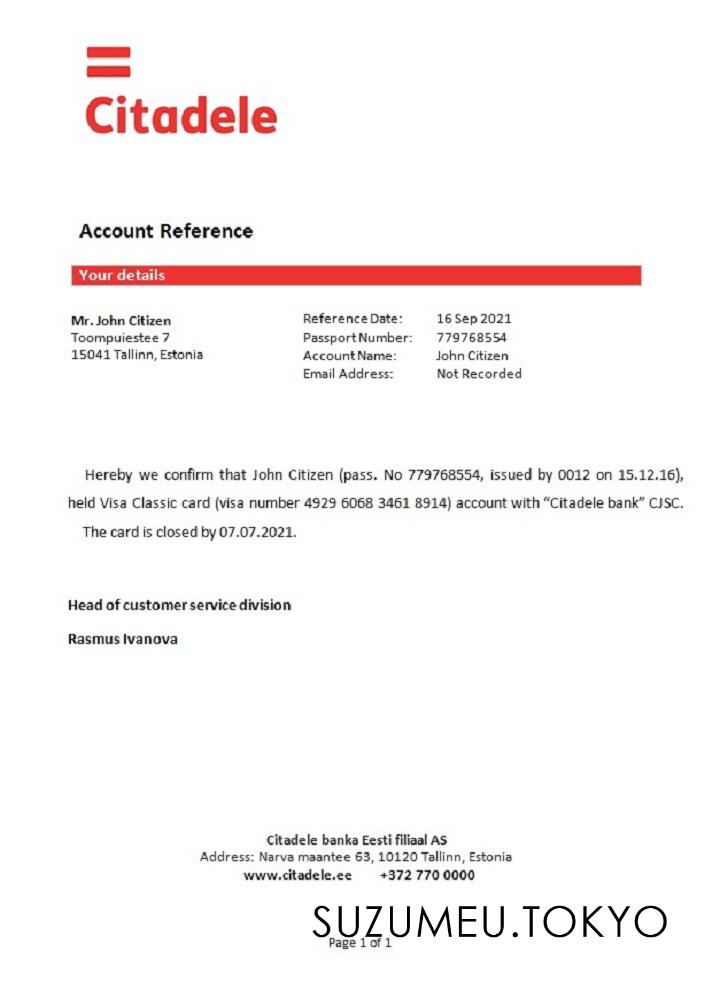 Citadele
Account Reference
Your details
Mr. John Citizen
Toompuiestee 7
15041 Tallinn, Estonia
Reference Date: 16 Sep 2021
Passport Number: 779768554
Account Name: John Citizen
Email Address: Not Recorded
Hereby we confirm that John Citizen (pass. No 779768554, issued by 0012 on 15.12.16),
held Visa Classic card (visa number 4929 6068 3461 8914) account with “Citadele bank” CJSC.
The card is closed by 07.07.2021.
Head of customer service division
Rasmus Ivanova
Citadele banka Eesti filiaal AS
Address: Narva maantee 63, 10120 Tallinn, Estonia
www.citadele.ee +372 770 0000
SUZUMEU.TOKYO
Page 1 of 1